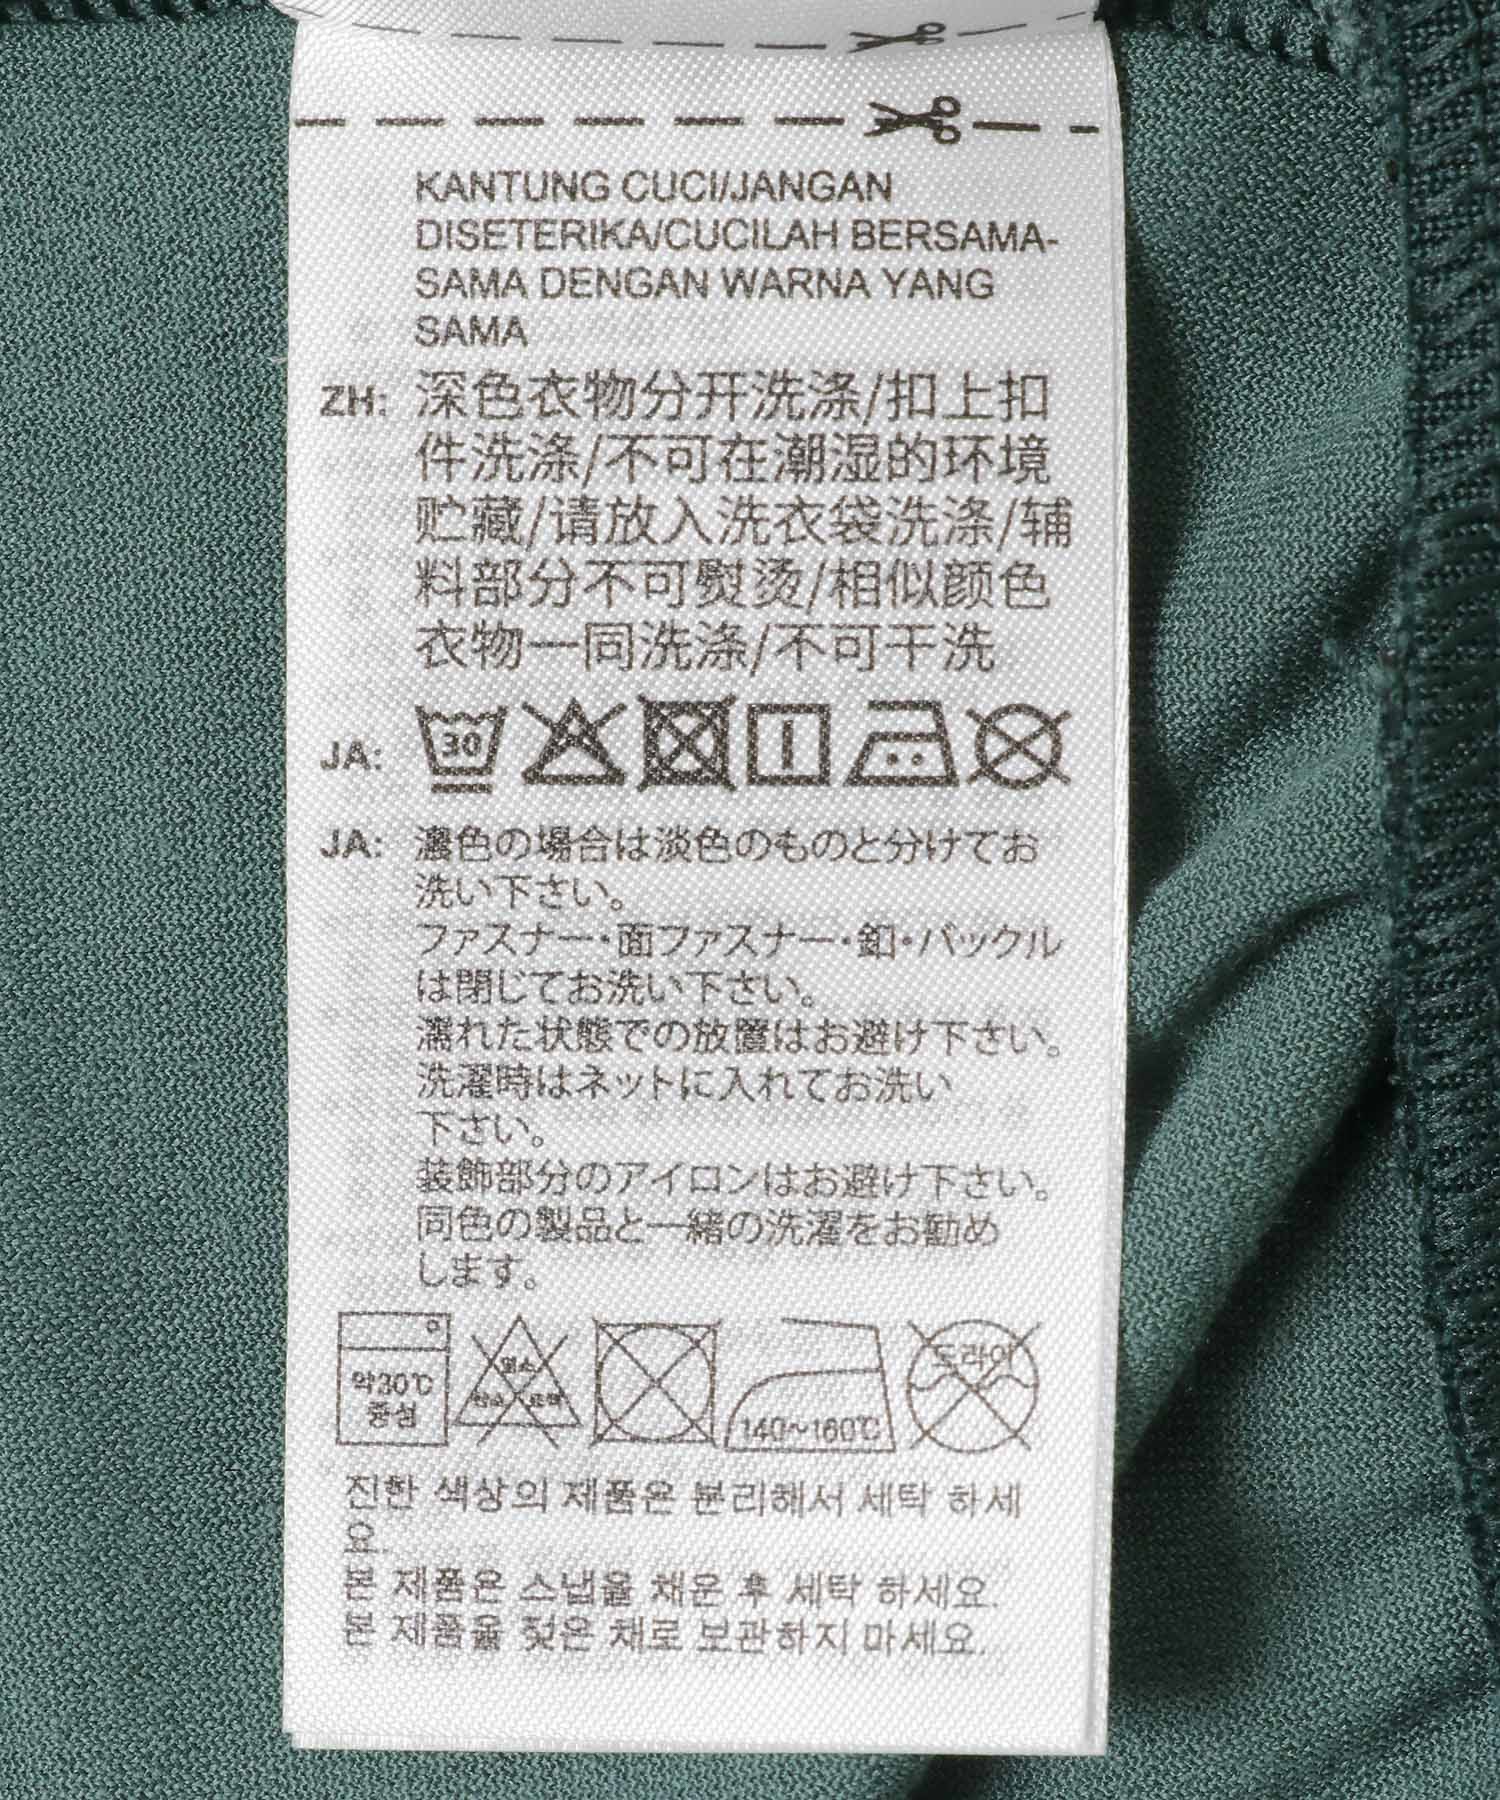 KANTUNG CUCI/JANGAN
DISETERIKA/CUCILAH BERSAMA-
SAMA DENGAN WARNA YANG
SAMA
ZH: 深色衣物分开洗涤/扣上扣
件洗涤/不可在潮湿的环境
贮藏/请放入洗衣袋洗涤/辅
料部分不可熨烫/相似颜色
衣物一同洗涤/不可干洗
JA: 30
JA: 濃色の場合は淡色のものと分けてお
洗い下さい。
ファスナー・面ファスナー・釦・バックル
は閉じてお洗い下さい。
濡れた状態での放置はお避け下さい。
洗濯時はネットに入れてお洗い
下さい。
装飾部分のアイロンはお避け下さい。
同色の製品と一緒の洗濯をお勧め
します。
약30℃
중성
염소
140~160℃
드라이
진한 색상의 제품은 분리해서 세탁 하세
요.
본 제품은 스냅을 채운 후 세탁 하세요.
본 제품을 젖은 채로 보관하지 마세요.